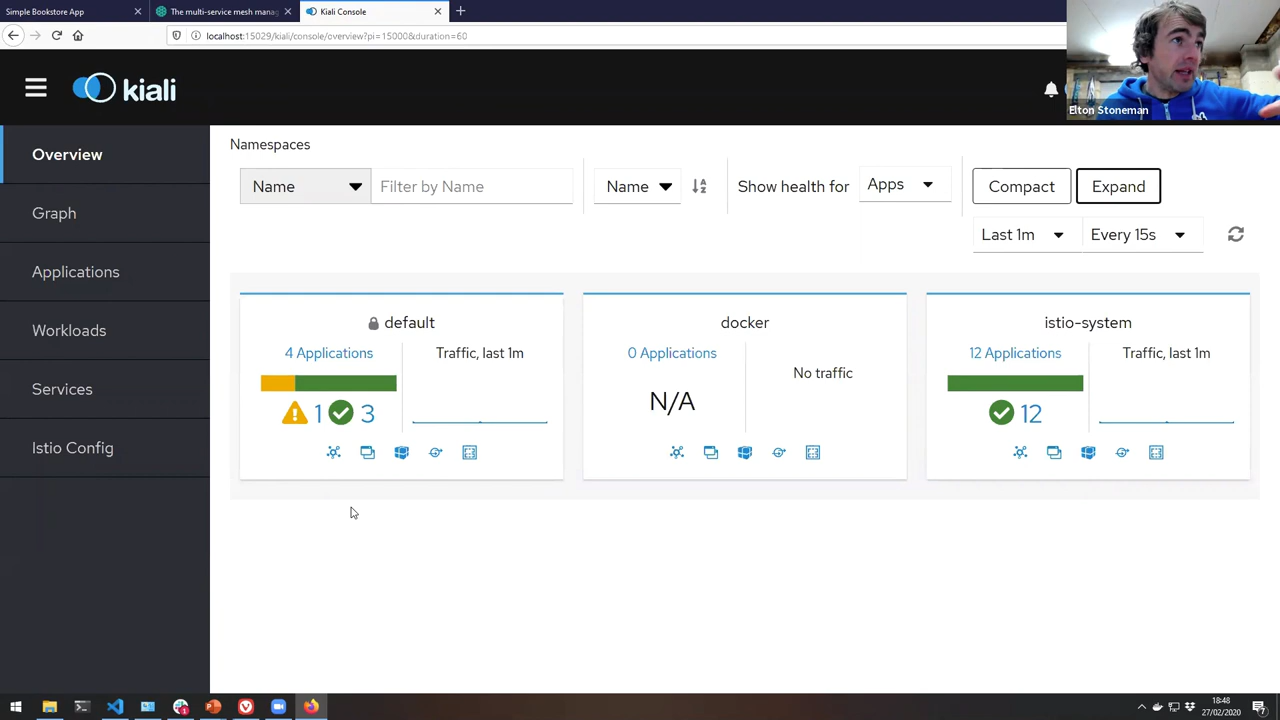 Simple Bookstore App
The multi-service mesh manag
Kiali Console
localhost:15029/kiali/console/overview?pi=15000&duration=60
Elton Stoneman
kiali
Overview
Graph
Applications
Workloads
Services
Istio Config
Namespaces
Name
Filter by Name
Name
Show health for
Apps
Compact
Expand
Last 1m
Every 15s
default
4 Applications
Traffic, last 1m
1
3
docker
0 Applications
No traffic
N/A
istio-system
12 Applications
Traffic, last 1m
12
18:48
27/02/2020